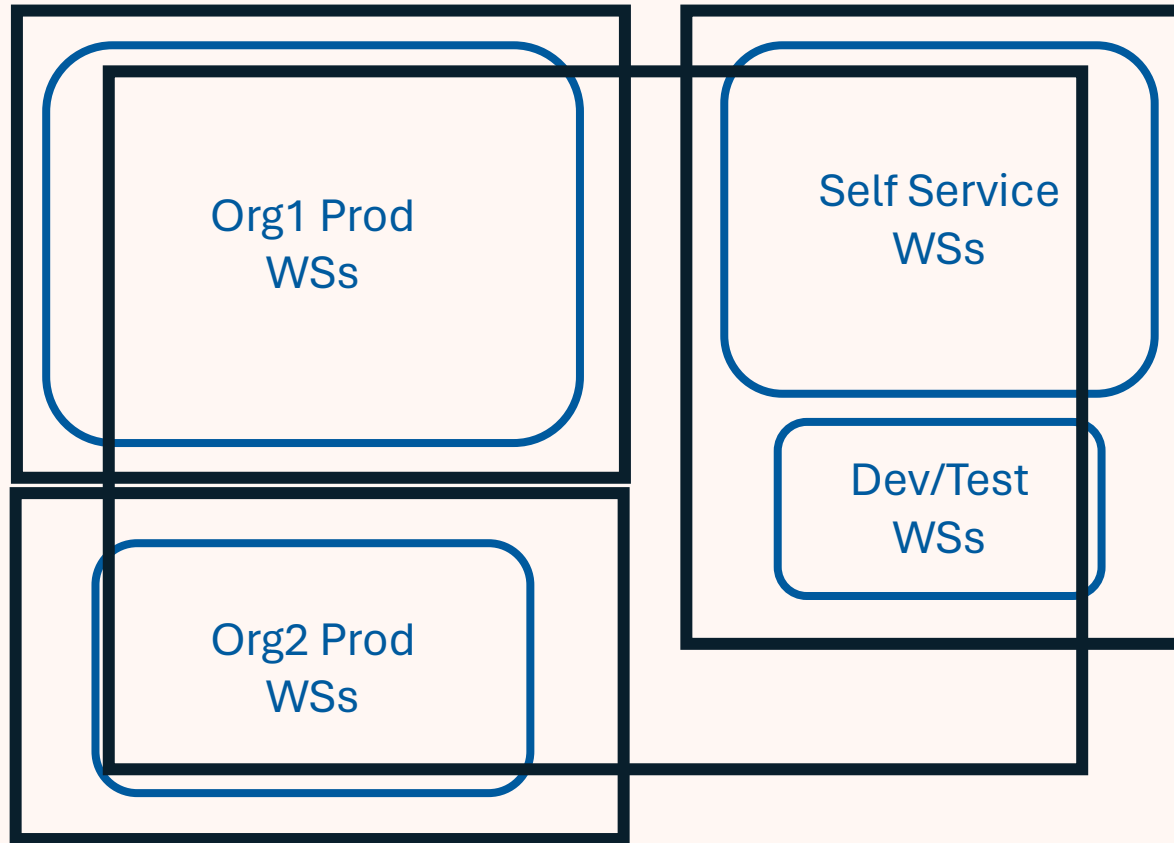 Org1 Prod
WSs
Self Service
WSs
Dev/Test
WSs
Org2 Prod
WSs